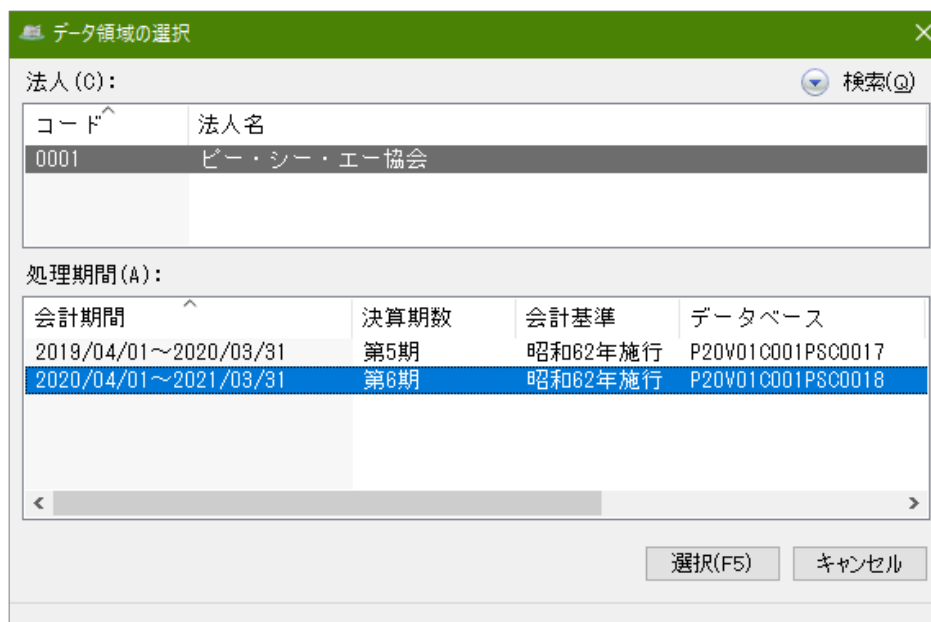 データ領域の選択
法人(C): 検索(Q)
コード 法人名
0001 ピー・シー・エー協会
処理期間(A):
会計期間 決算期数 会計基準 データベース
2019/04/01～2020/03/31 第5期 昭和62年施行 P20V01C001PSC0017
2020/04/01～2021/03/31 第6期 昭和62年施行 P20V01C001PSC0018
選択(F5) キャンセル